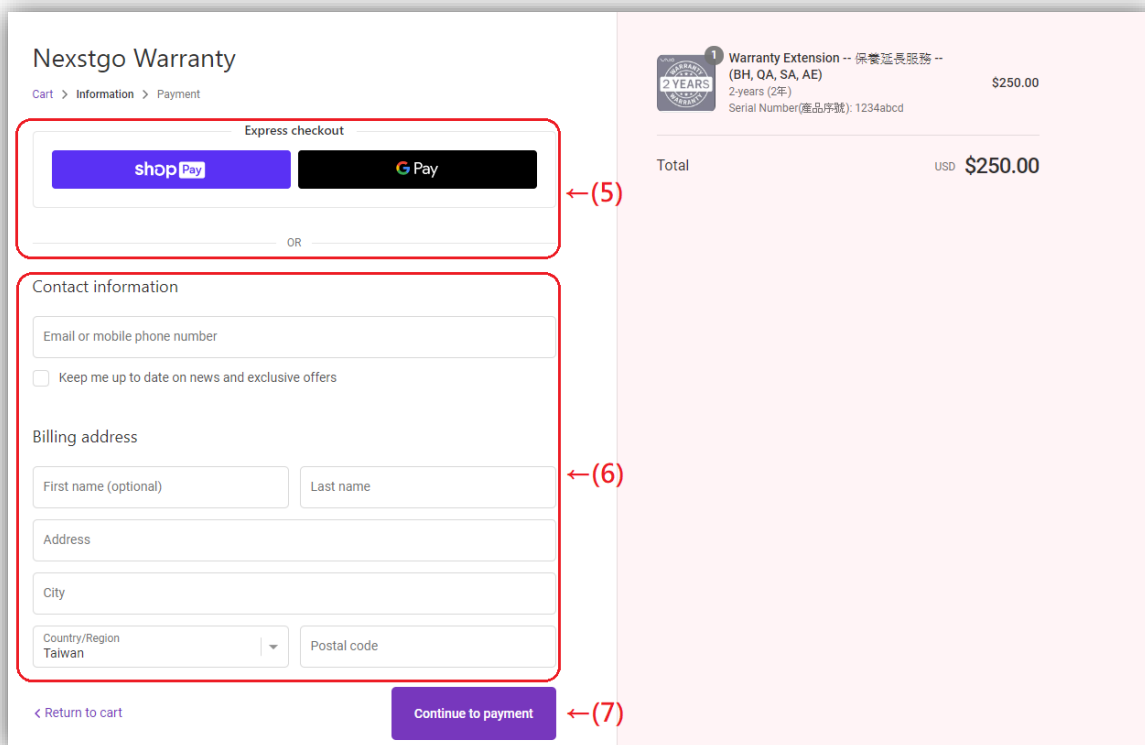 Nexstgo Warranty
Cart > Information > Payment
Express checkout
shop Pay
G Pay
←(5)
OR
Contact information
Email or mobile phone number
Keep me up to date on news and exclusive offers
Billing address
First name (optional)
Last name
←(6)
Address
City
Country/Region
Taiwan
Postal code
< Return to cart
Continue to payment
←(7)
1
VAIO
WARRANTY
2 YEARS
WARRANTY
Warranty Extension -- 保養延長服務 --
(BH, QA, SA, AE)
2-years (2年)
Serial Number(產品序號): 1234abcd
$250.00
Total
USD $250.00